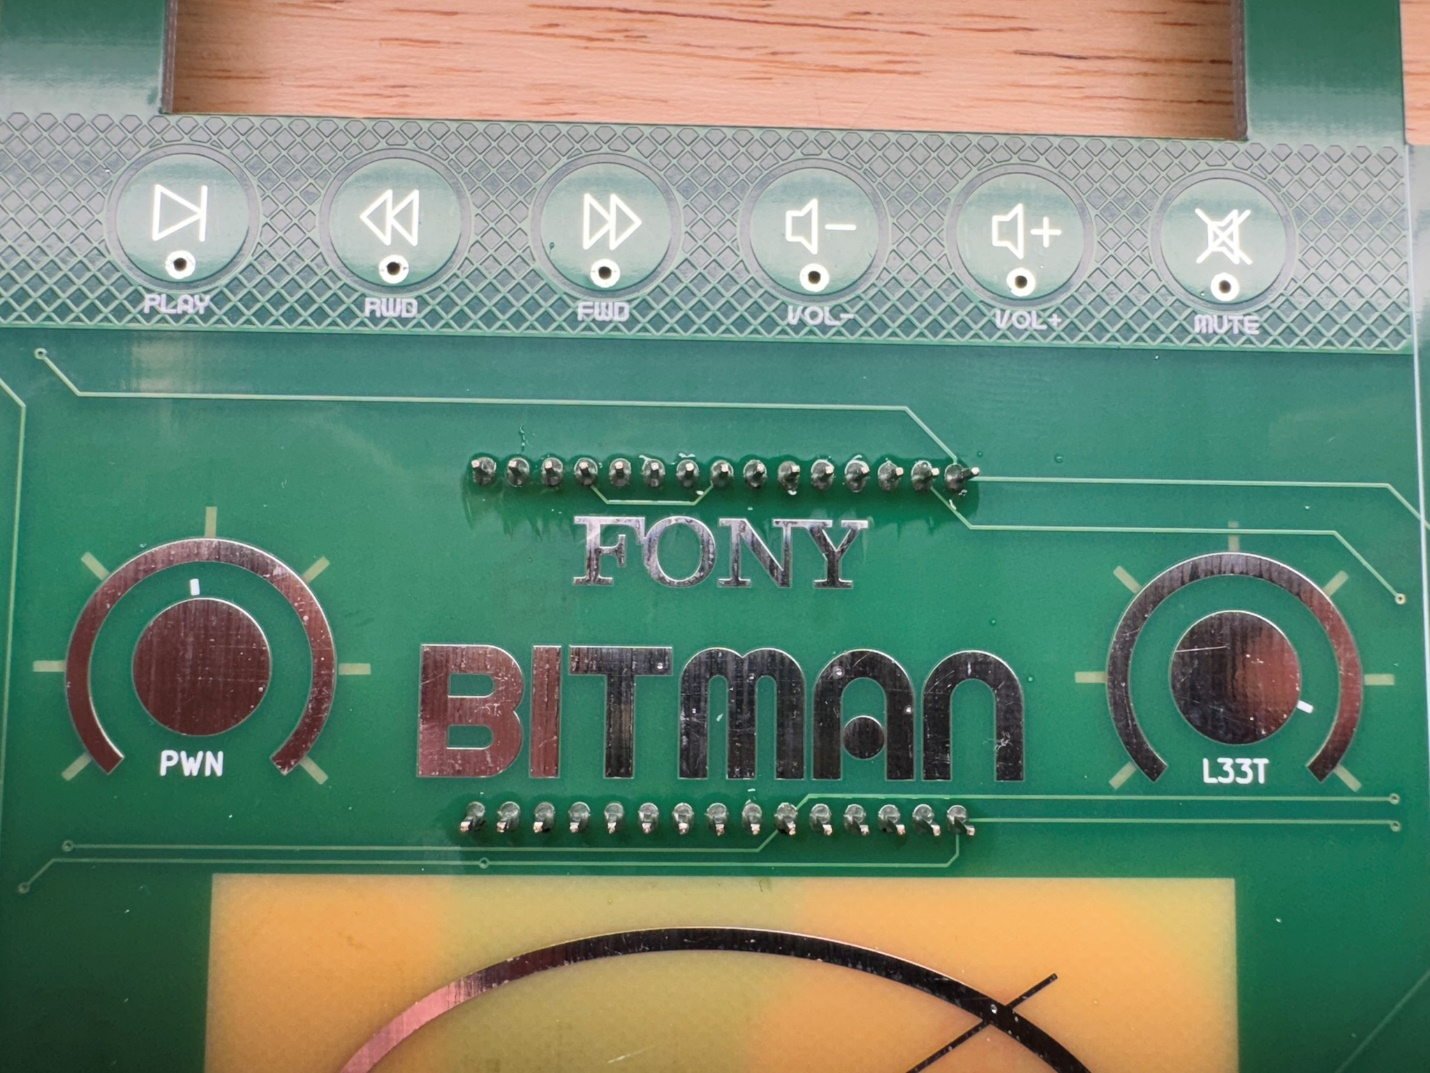 PLAY RWD FWD VOL- VOL+ MUTE
FONY
BITMAN
PWN
L33T